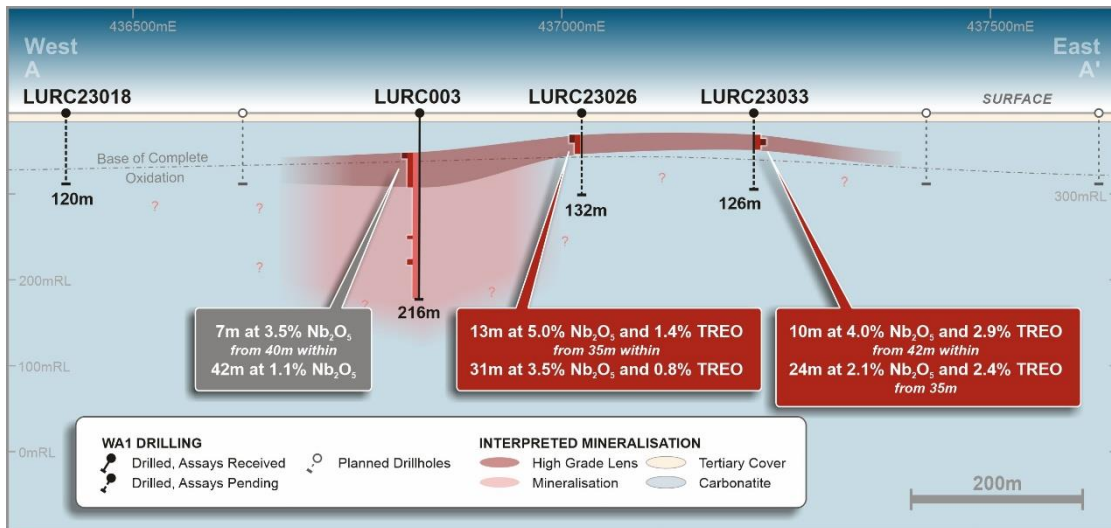 436500mE
437000mE
437500mE
West
A
East
A'
LURC23018
LURC003
LURC23026
LURC23033
SURFACE
Base of Complete
Oxidation
120m
216m
132m
126m
300mRL
200mRL
100mRL
0mRL
?
?
?
?
?
?
?
?
?
7m at 3.5% Nb₂O₅
from 40m within
42m at 1.1% Nb₂O₅
13m at 5.0% Nb₂O₅ and 1.4% TREO
from 35m within
31m at 3.5% Nb₂O₅ and 0.8% TREO
10m at 4.0% Nb₂O₅ and 2.9% TREO
from 42m within
24m at 2.1% Nb₂O₅ and 2.4% TREO
from 35m
WA1 DRILLING
Drilled, Assays Received
Drilled, Assays Pending
Planned Drillholes
INTERPRETED MINERALISATION
High Grade Lens
Mineralisation
Tertiary Cover
Carbonatite
200m